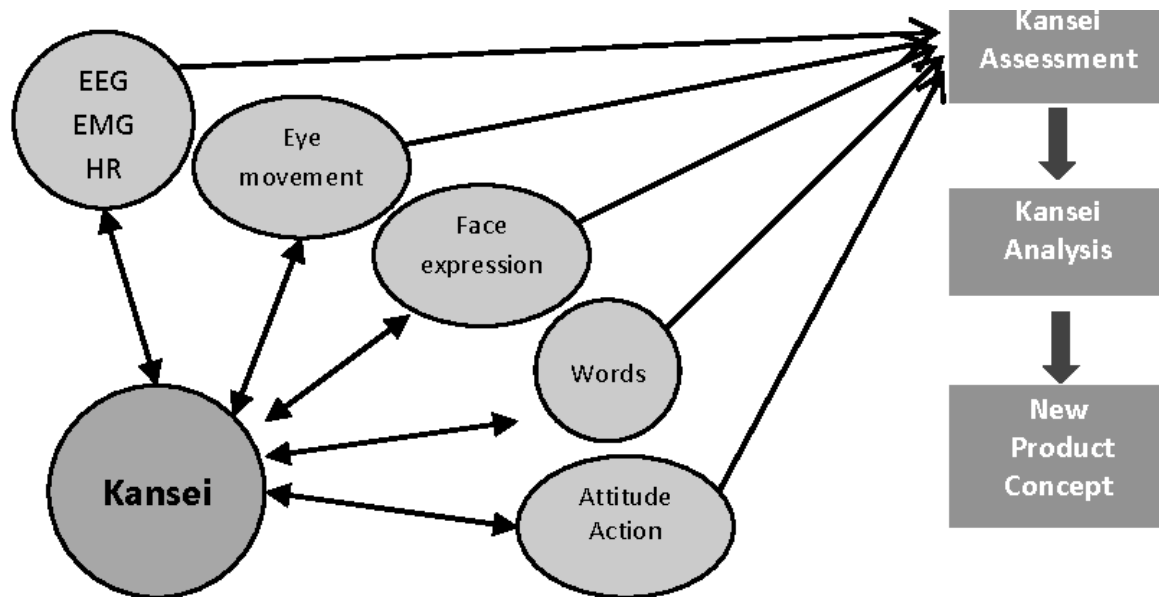 EEG
EMG
HR
Eye
movement
Face
expression
Words
Attitude
Action
Kansei
Kansei
Assessment
Kansei
Analysis
New
Product
Concept